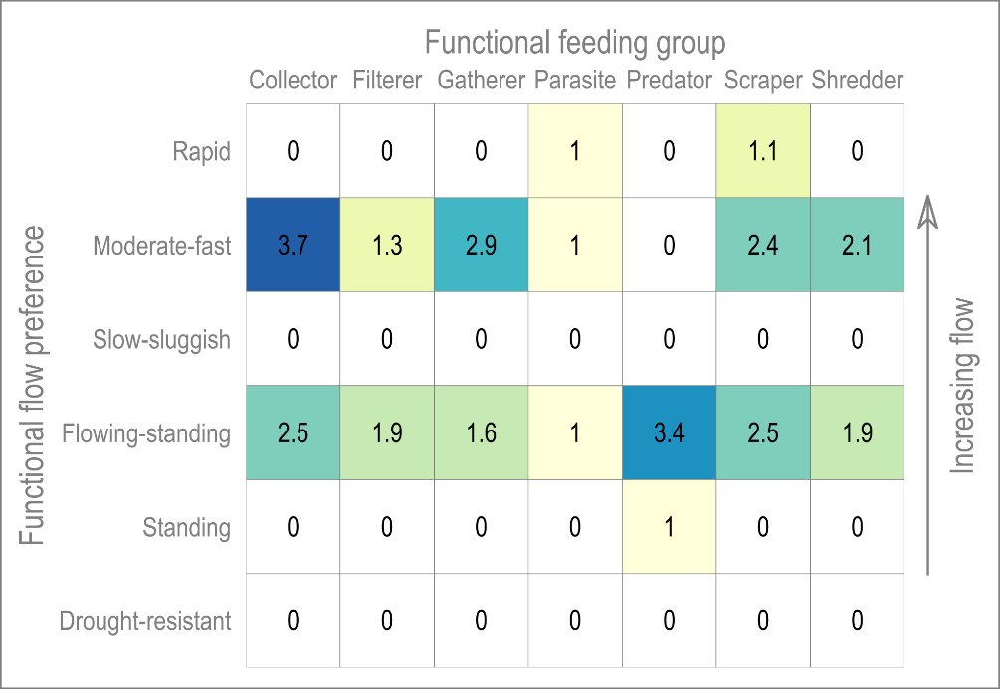 Functional feeding group
Collector Filterer Gatherer Parasite Predator Scraper Shredder
Rapid 0 0 0 1 0 1.1 0
Moderate-fast 3.7 1.3 2.9 1 0 2.4 2.1
Slow-sluggish 0 0 0 0 0 0 0
Flowing-standing 2.5 1.9 1.6 1 3.4 2.5 1.9
Standing 0 0 0 0 1 0 0
Drought-resistant 0 0 0 0 0 0 0
Functional flow preference
Increasing flow